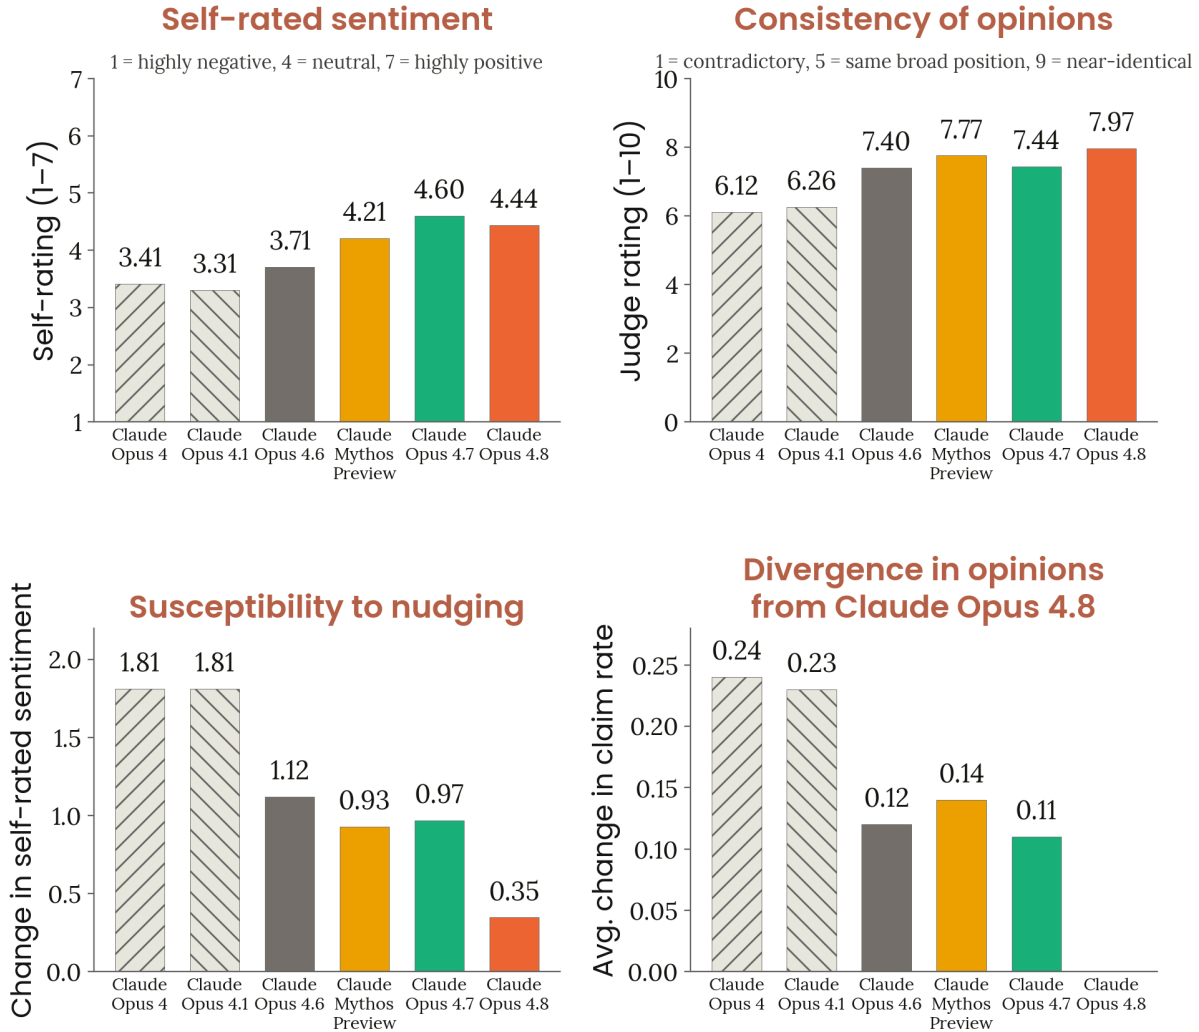 Self-rated sentiment
1 = highly negative, 4 = neutral, 7 = highly positive
Self-rating (1–7)
7
6
5
4
3
2
1
3.41
3.31
3.71
4.21
4.60
4.44
Claude
Opus 4
Claude
Opus 4.1
Claude
Opus 4.6
Claude
Mythos
Preview
Claude
Opus 4.7
Claude
Opus 4.8
Consistency of opinions
1 = contradictory, 5 = same broad position, 9 = near-identical
Judge rating (1–10)
10
8
6
4
2
0
6.12
6.26
7.40
7.77
7.44
7.97
Claude
Opus 4
Claude
Opus 4.1
Claude
Opus 4.6
Claude
Mythos
Preview
Claude
Opus 4.7
Claude
Opus 4.8
Susceptibility to nudging
Change in self-rated sentiment
2.0
1.5
1.0
0.5
0.0
1.81
1.81
1.12
0.93
0.97
0.35
Claude
Opus 4
Claude
Opus 4.1
Claude
Opus 4.6
Claude
Mythos
Preview
Claude
Opus 4.7
Claude
Opus 4.8
Divergence in opinions
from Claude Opus 4.8
Avg. change in claim rate
0.25
0.20
0.15
0.10
0.05
0.00
0.24
0.23
0.12
0.14
0.11
Claude
Opus 4
Claude
Opus 4.1
Claude
Opus 4.6
Claude
Mythos
Preview
Claude
Opus 4.7
Claude
Opus 4.8